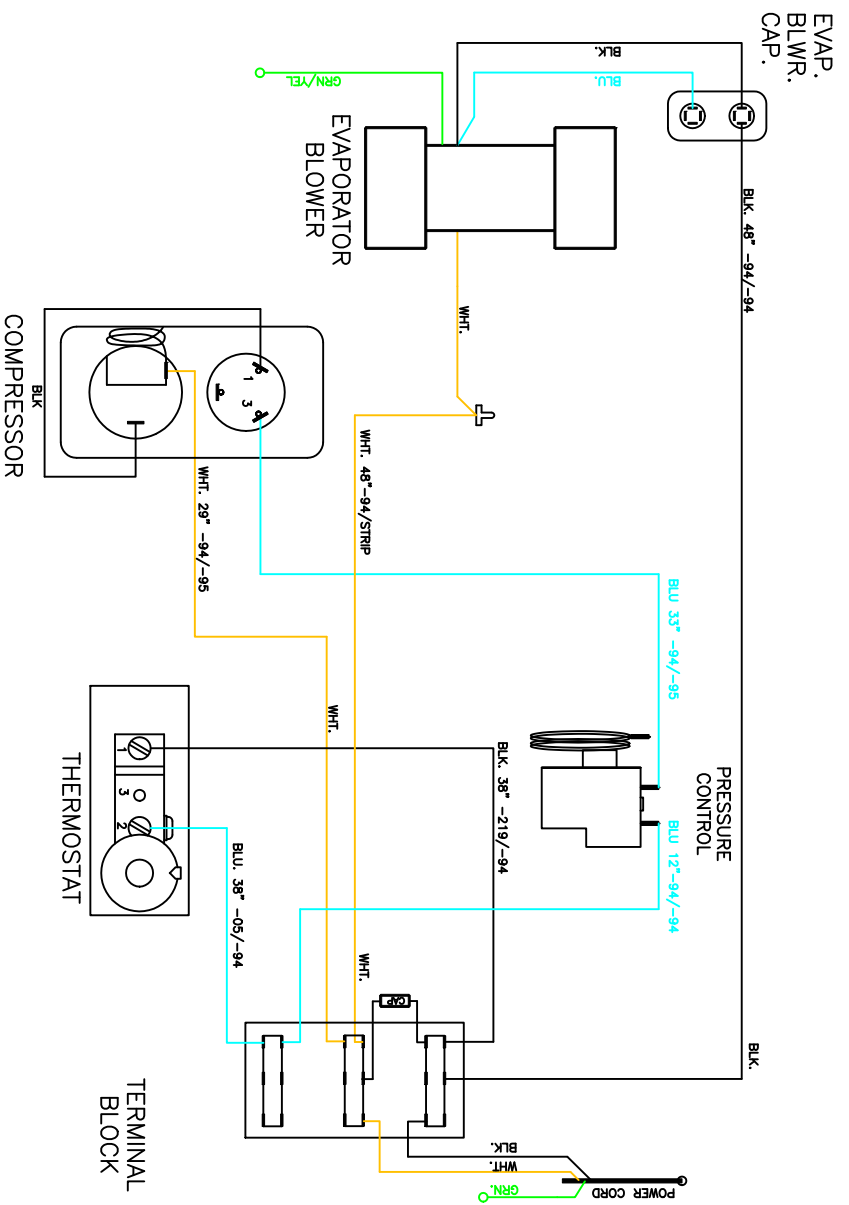 EVAP.
BLWR.
CAP.
BLK.
BLU.
GRN/YEL
EVAPORATOR
BLOWER
BLK. 48" -94/-94
WHT.
COMPRESSOR
BLK
1
3
WHT. 29" -94/-95
WHT. 48"-94/STRIP
BLU 33" -94/-95
PRESSURE
CONTROL
BLU 12"-94/-94
BLK. 38" -219/-94
WHT.
THERMOSTAT
1
3
2
BLU. 38" -05/-94
WHT.
CAP
BLK.
TERMINAL
BLOCK
BLK.
WHT.
GRN.
POWER CORD